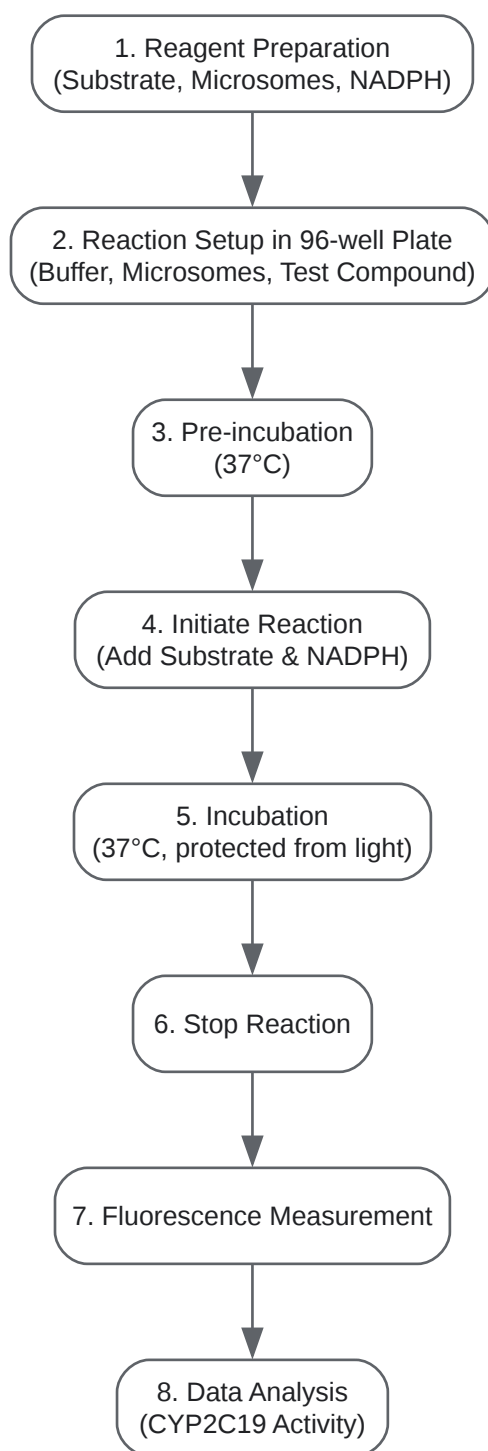 1. Reagent Preparation
(Substrate, Microsomes, NADPH)
2. Reaction Setup in 96-well Plate
(Buffer, Microsomes, Test Compound)
3. Pre-incubation
(37°C)
4. Initiate Reaction
(Add Substrate & NADPH)
5. Incubation
(37°C, protected from light)
6. Stop Reaction
7. Fluorescence Measurement
8. Data Analysis
(CYP2C19 Activity)